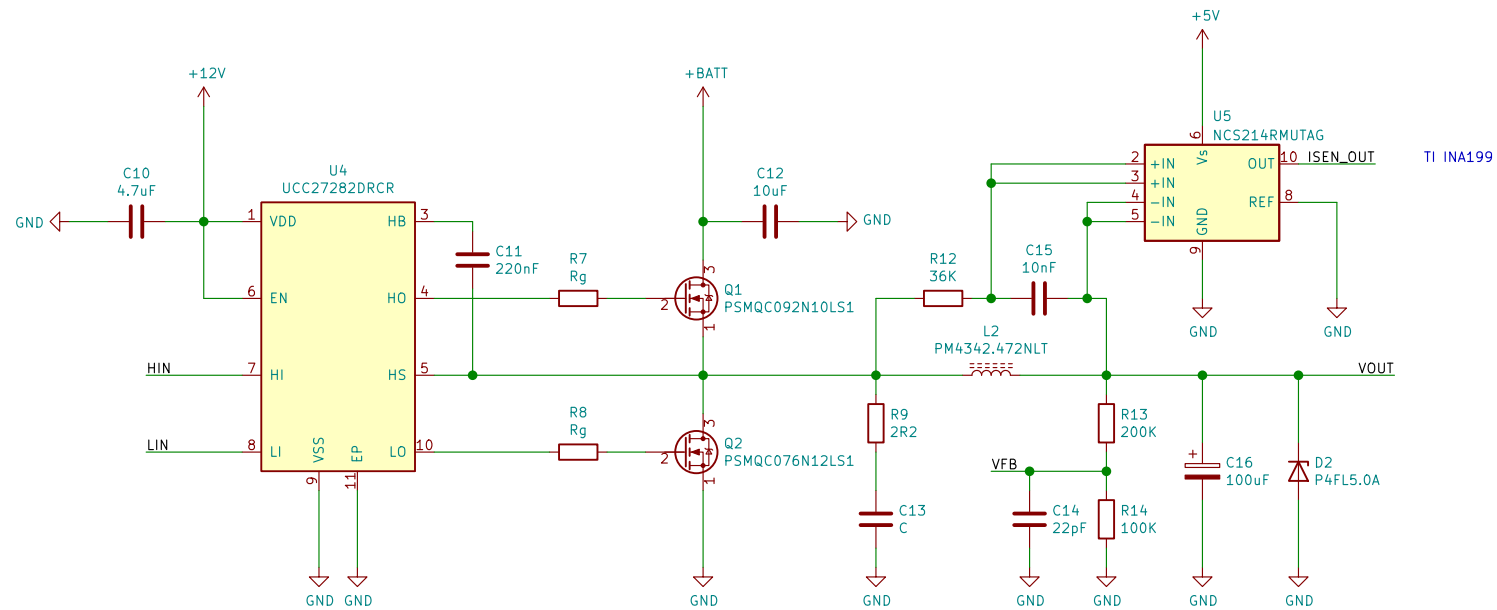 +5V
+12V
+BATT
U5
NCS214RMUTAG
6
Vs
2 +IN
OUT 10 ISEN_OUT
TI INA199
3 +IN
4 -IN
REF 8
5 -IN
GND
9
GND
GND
C10
4.7uF
GND
U4
UCC27282DRCR
1 VDD
HB 3
6 EN
HO 4
HIN
7 HI
HS 5
LIN
8 LI
LO 10
VSS
EP
9
11
GND
GND
C11
220nF
R7
Rg
R8
Rg
C12
10uF
GND
3
Q1
PSMQC092N10LS1
2
1
3
Q2
PSMQC076N12LS1
2
1
GND
R12
36K
C15
10nF
L2
PM4342.472NLT
VOUT
R9
2R2
C13
C
GND
R13
200K
VFB
C14
22pF
GND
R14
100K
GND
+
C16
100uF
GND
D2
P4FL5.0A
GND